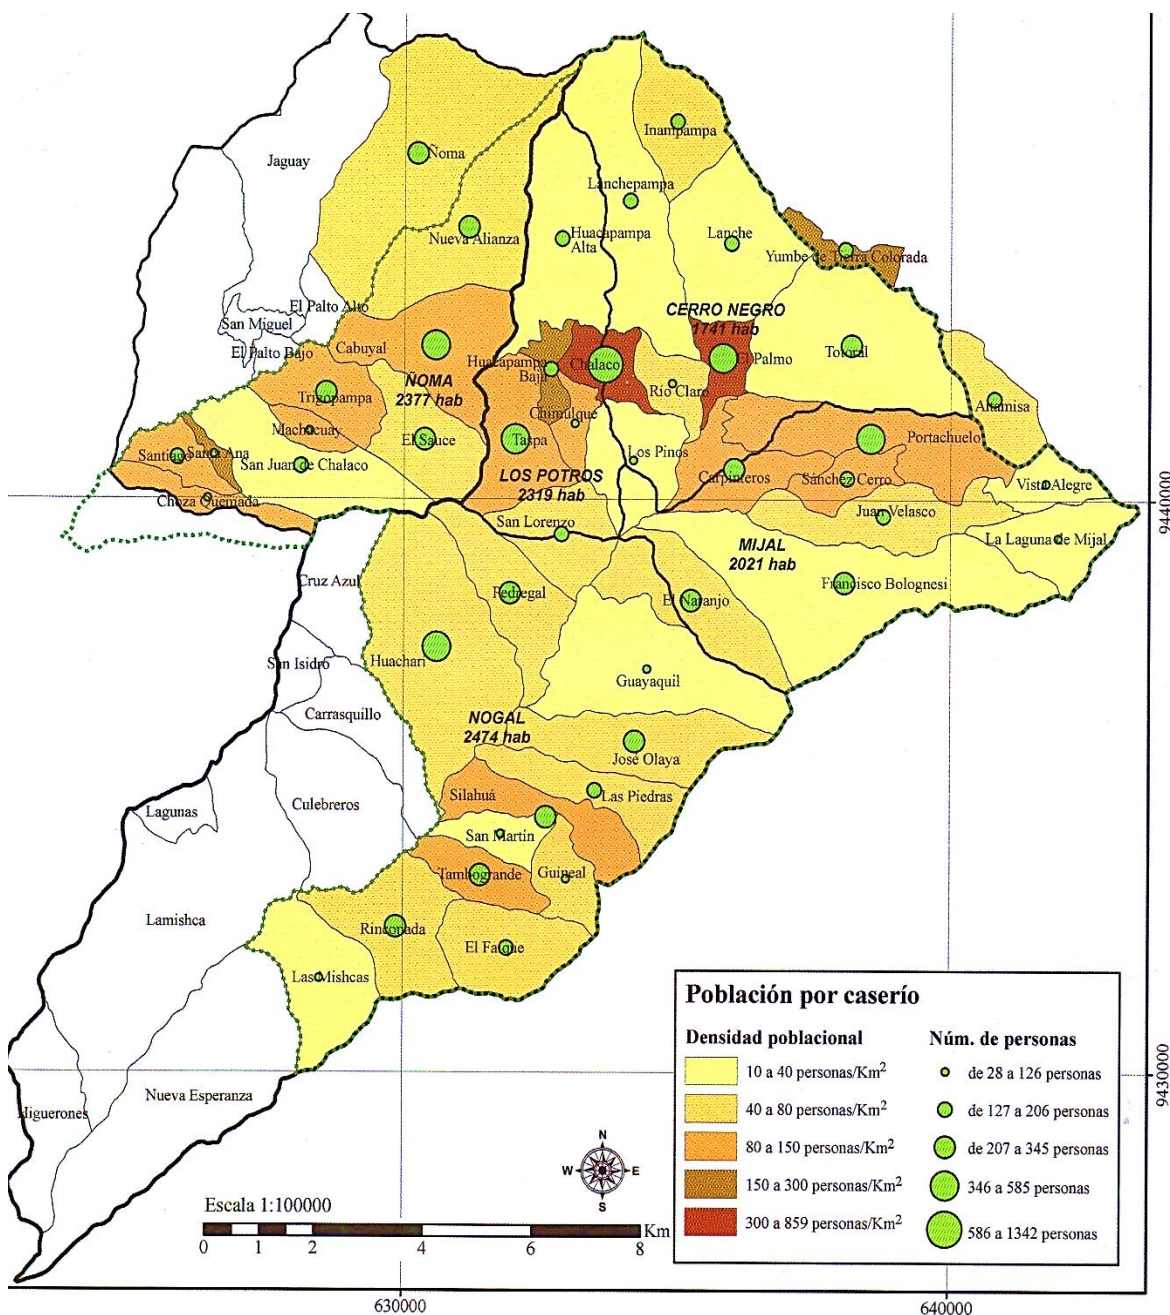 Inampampa
Jaguay
Ñoma
Lanchepampa
Nueva Alianza
Huacapampa
Alta
Lanche
Yumbe de Tierra Colorada
El Palto Alto
CERRO NEGRO
1741 hab
San Miguel
El Palto Bajo
Cabuyal
Huacapampa
Baja
Chalaco
El Palmo
Totoral
ÑOMA
2377 hab
Río Claro
Trigopampa
Chimulque
Altamisa
Machacuay
El Sauce
Taspa
Portachuelo
Santiago
Santa Ana
San Juan de Chalaco
Los Pinos
LOS POTROS
2319 hab
Carpinteros
Sánchez Cerro
Vista Alegre
Choza Quemada
San Lorenzo
Juan Velasco
9440000
MIJAL
2021 hab
La Laguna de Mijal
Cruz Azul
Pedregal
El Naranjo
Francisco Bolognesi
San Isidro
Huachari
Guayaquil
Carrasquillo
NOGAL
2474 hab
José Olaya
Lagunas
Culebreros
Silahuá
Las Piedras
San Martín
Tambogrande
Guineal
Lamishca
Rinconada
El Faique
Las Mishcas
Higuerones
Nueva Esperanza
N
W E
S
Escala 1:100000
Km
0 1 2 4 6 8
Población por caserío
Densidad poblacional
10 a 40 personas/Km²
40 a 80 personas/Km²
80 a 150 personas/Km²
150 a 300 personas/Km²
300 a 859 personas/Km²
Núm. de personas
de 28 a 126 personas
de 127 a 206 personas
de 207 a 345 personas
346 a 585 personas
586 a 1342 personas
9430000
630000
640000